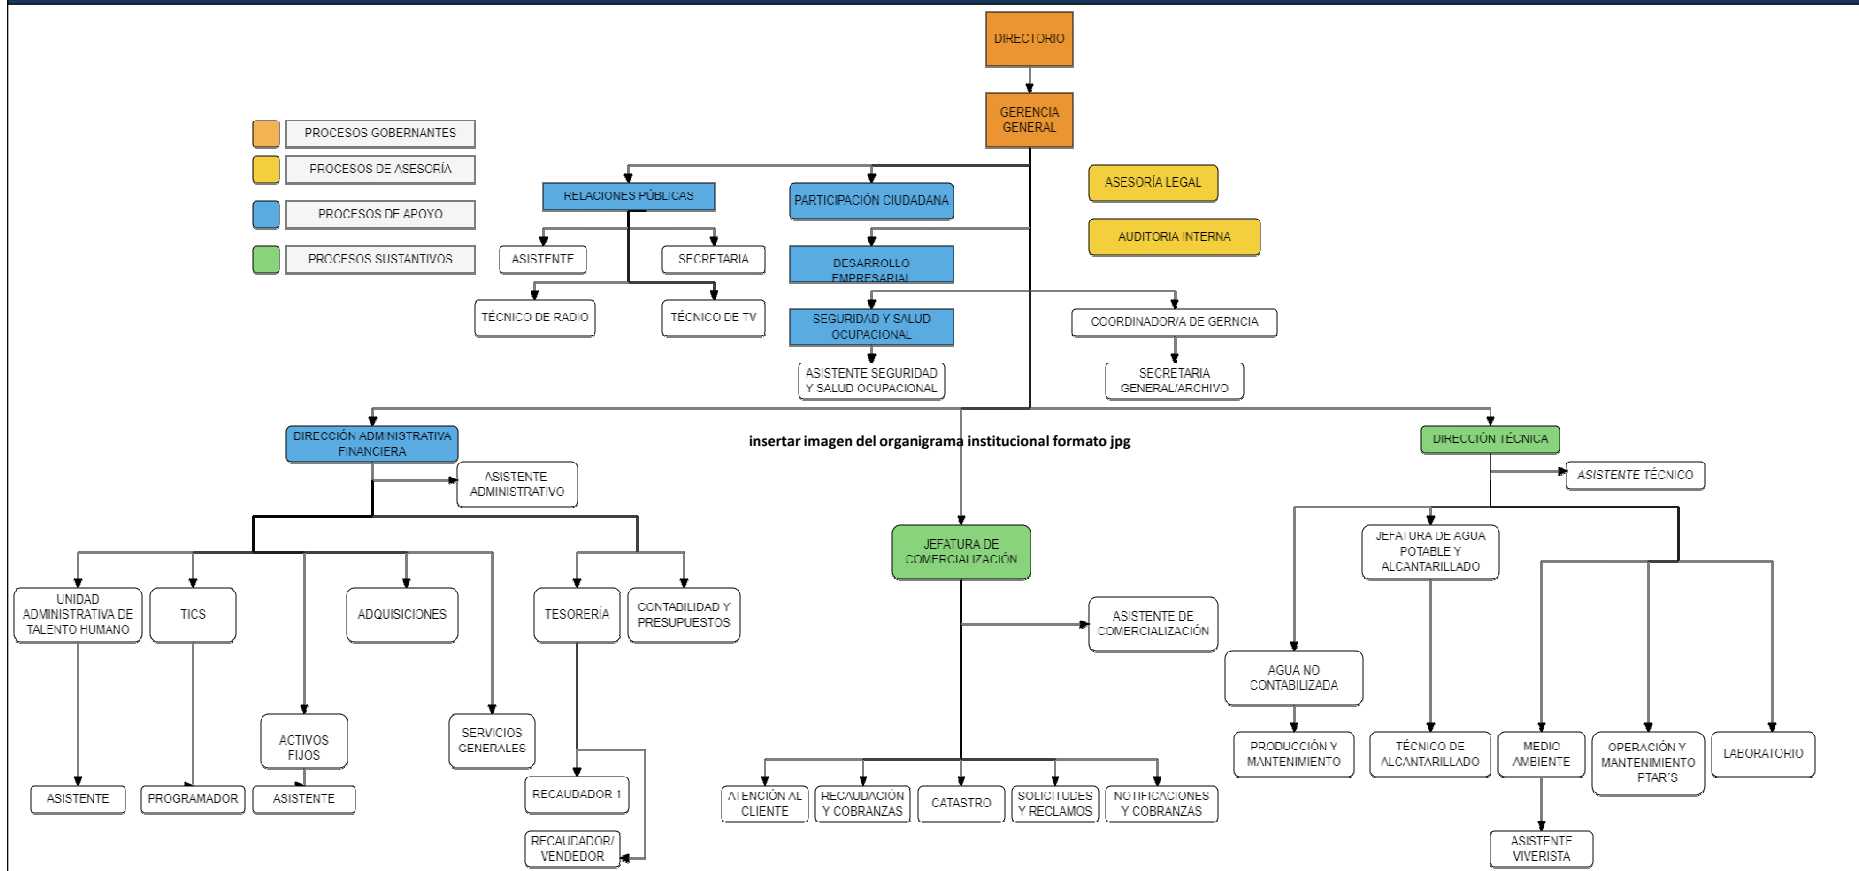 DIRECTORIO
GERENCIA
GENERAL
PROCESOS GOBERNANTES
PROCESOS DE ASESORÍA
PROCESOS DE APOYO
PROCESOS SUSTANTIVOS
RELACIONES PÚBLICAS
PARTICIPACIÓN CIUDADANA
ASESORÍA LEGAL
AUDITORIA INTERNA
ASISTENTE
SECRETARIA
DESARROLLO
EMPRESARIAL
TÉCNICO DE RADIO
TÉCNICO DE TV
SEGURIDAD Y SALUD
OCUPACIONAL
COORDINADOR/A DE GERNCIA
ASISTENTE SEGURIDAD
Y SALUD OCUPACIONAL
SECRETARIA
GENERAL/ARCHIVO
DIRECCIÓN ADMINISTRATIVA
FINANCIERA
insertar imagen del organigrama institucional formato jpg
DIRECCIÓN TÉCNICA
ASISTENTE
ADMINISTRATIVO
ASISTENTE TÉCNICO
JEFATURA DE
COMERCIALIZACIÓN
JEFATURA DE AGUA
POTABLE Y
ALCANTARILLADO
UNIDAD
ADMINISTRATIVA DE
TALENTO HUMANO
TICS
ADQUISICIONES
TESORERÍA
CONTABILIDAD Y
PRESUPUESTOS
ASISTENTE DE
COMERCIALIZACIÓN
AGUA NO
CONTABILIZADA
ACTIVOS
FIJOS
SERVICIOS
GENERALES
PRODUCCIÓN Y
MANTENIMIENTO
TÉCNICO DE
ALCANTARILLADO
MEDIO
AMBIENTE
OPERACIÓN Y
MANTENIMIENTO
PTAR´S
LABORATORIO
ASISTENTE
PROGRAMADOR
ASISTENTE
RECAUDADOR 1
ATENCIÓN AL
CLIENTE
RECAUDACIÓN
Y COBRANZAS
CATASTRO
SOLICITUDES
Y RECLAMOS
NOTIFICACIONES
Y COBRANZAS
RECAUDADOR/
VENDEDOR
ASISTENTE
VIVERISTA